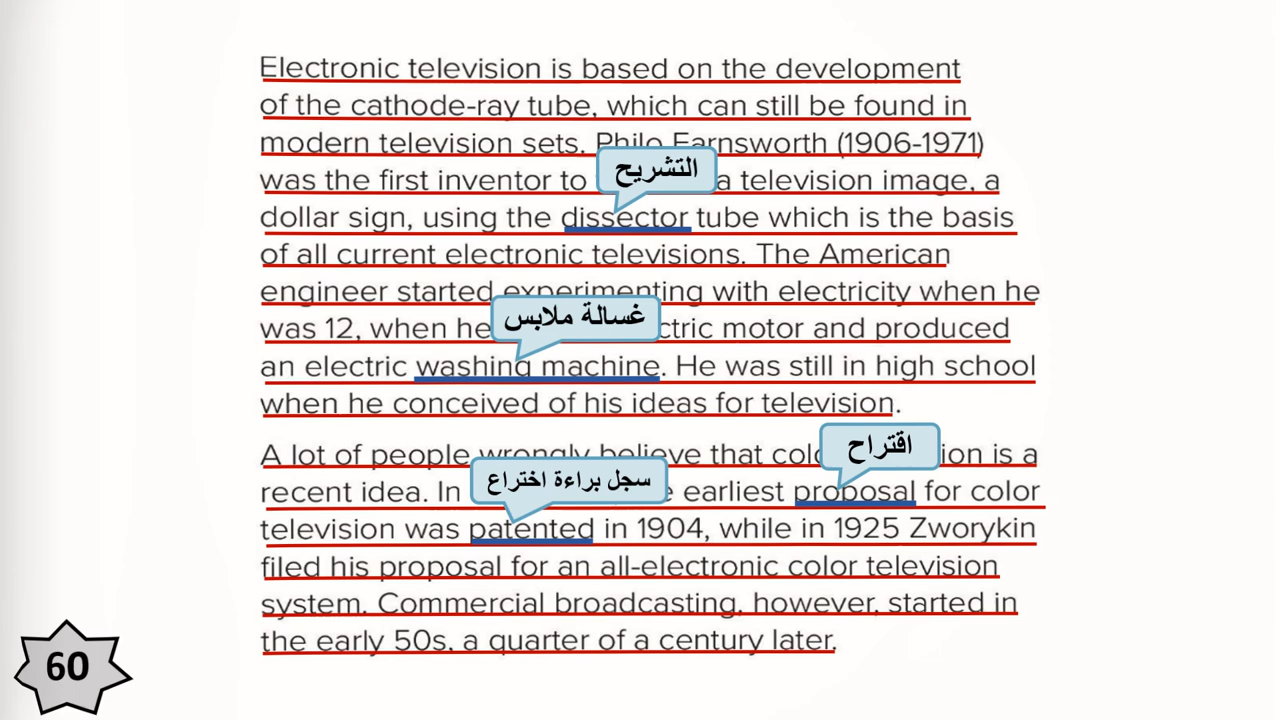 Electronic television is based on the development
of the cathode-ray tube, which can still be found in
modern television sets. Philo Farnsworth (1906-1971)
التشريح
was the first inventor to a television image, a
dollar sign, using the dissector tube which is the basis
of all current electronic televisions. The American
engineer started experimenting with electricity when he
غسالة ملابس
was 12, when he motor and produced
an electric washing machine. He was still in high school
when he conceived of his ideas for television.
اقتراح
A lot of people wrongly believe that is a
سجل براءة اختراع
recent idea. In earliest proposal for color
television was patented in 1904, while in 1925 Zworykin
filed his proposal for an all-electronic color television
system. Commercial broadcasting, however, started in
the early 50s, a quarter of a century later.
60